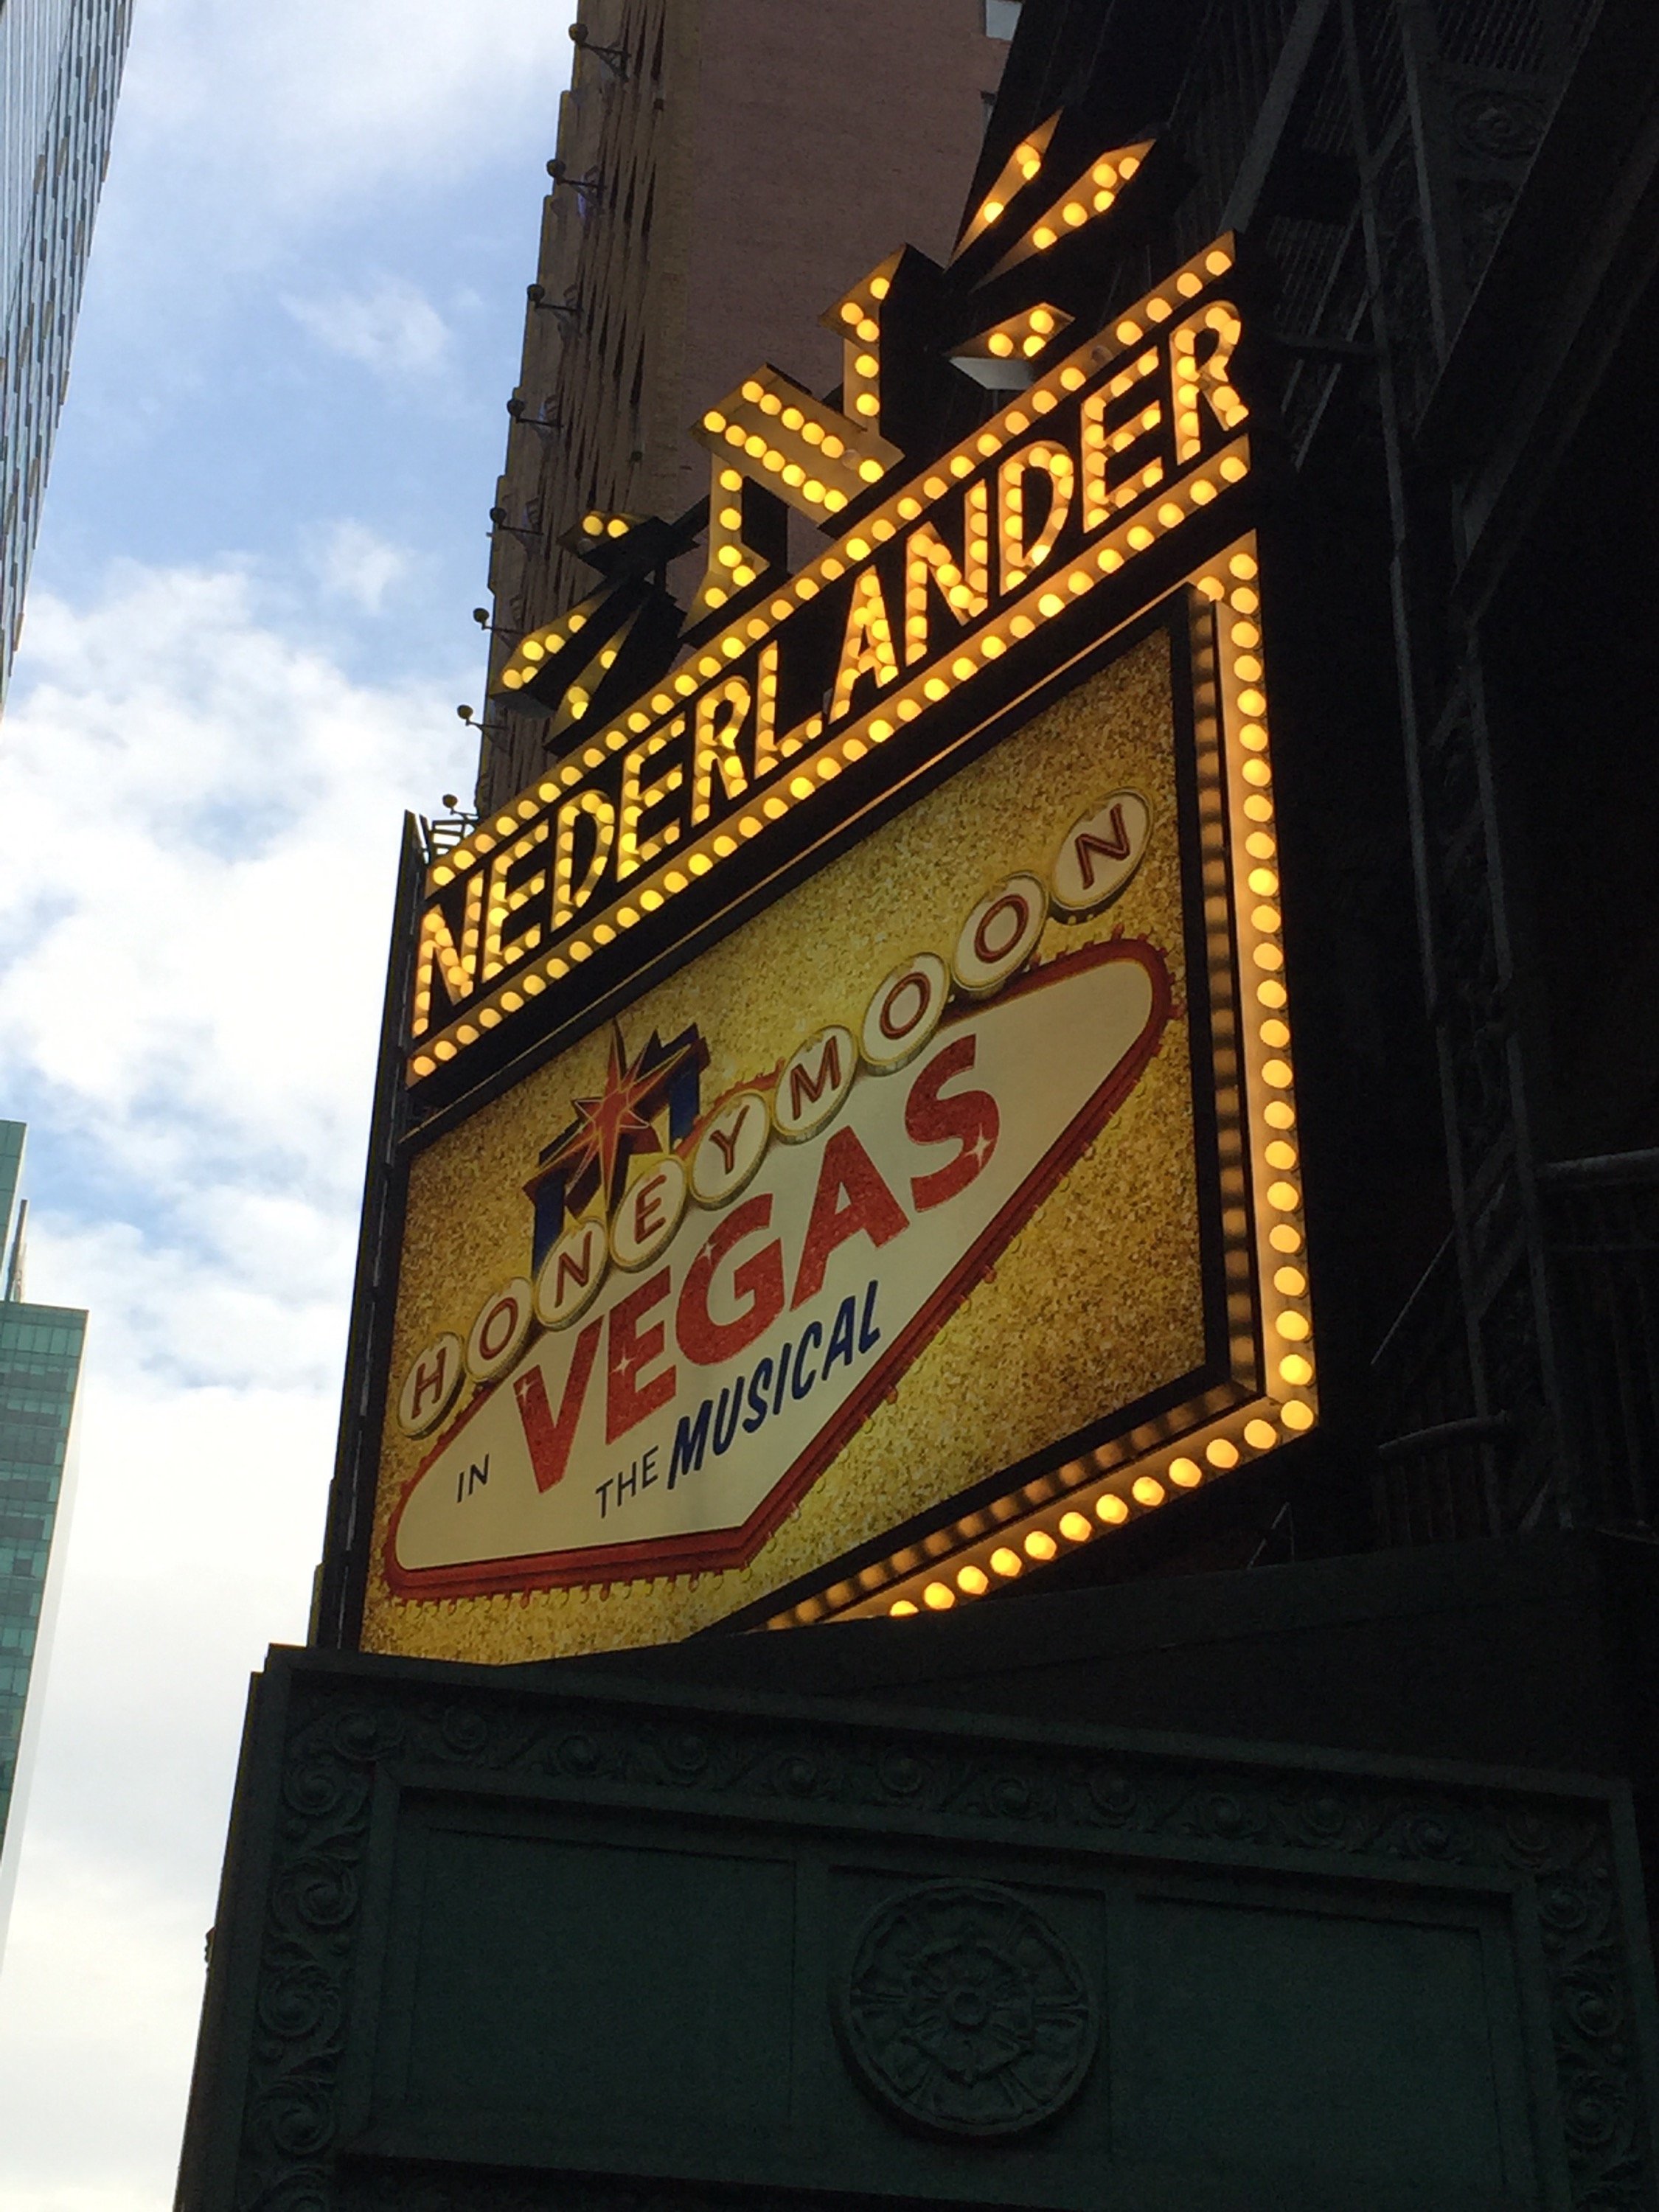 N
NEDERLANDER
HONEYMOON
IN VEGAS
THE MUSICAL